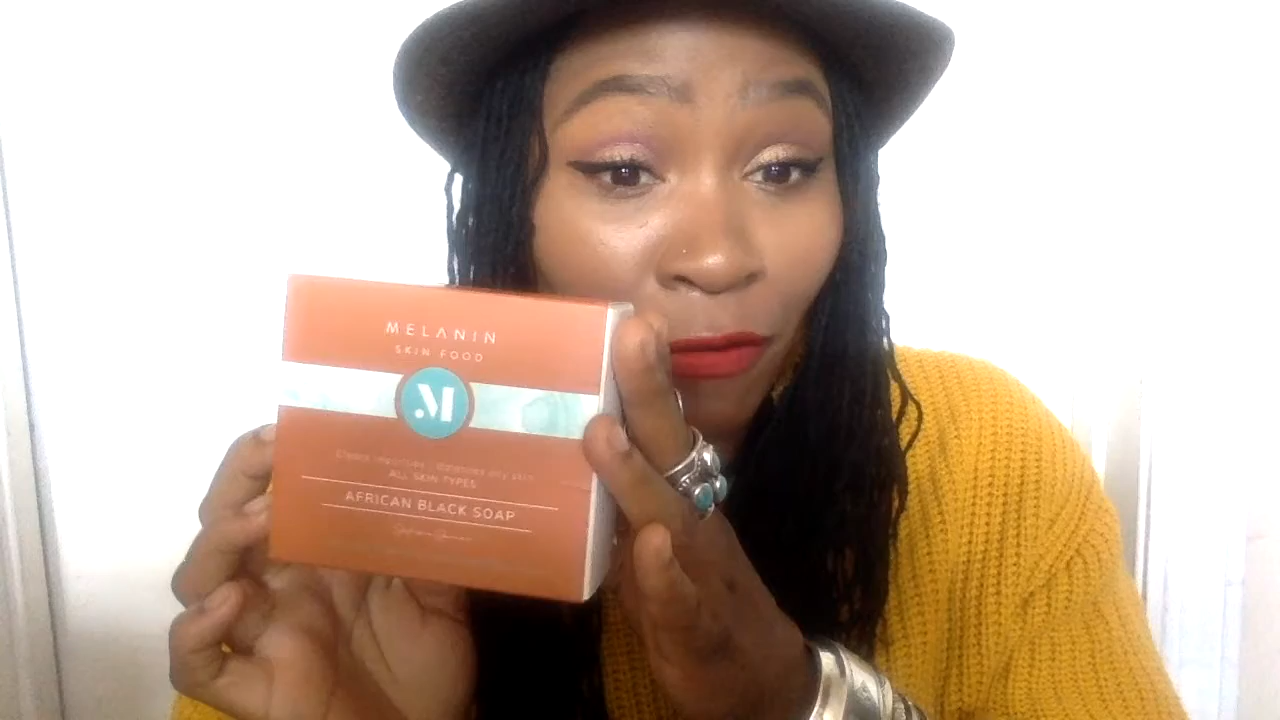 MELANIN
SKIN FOOD
M
ALL SKIN TYPES
AFRICAN BLACK SOAP